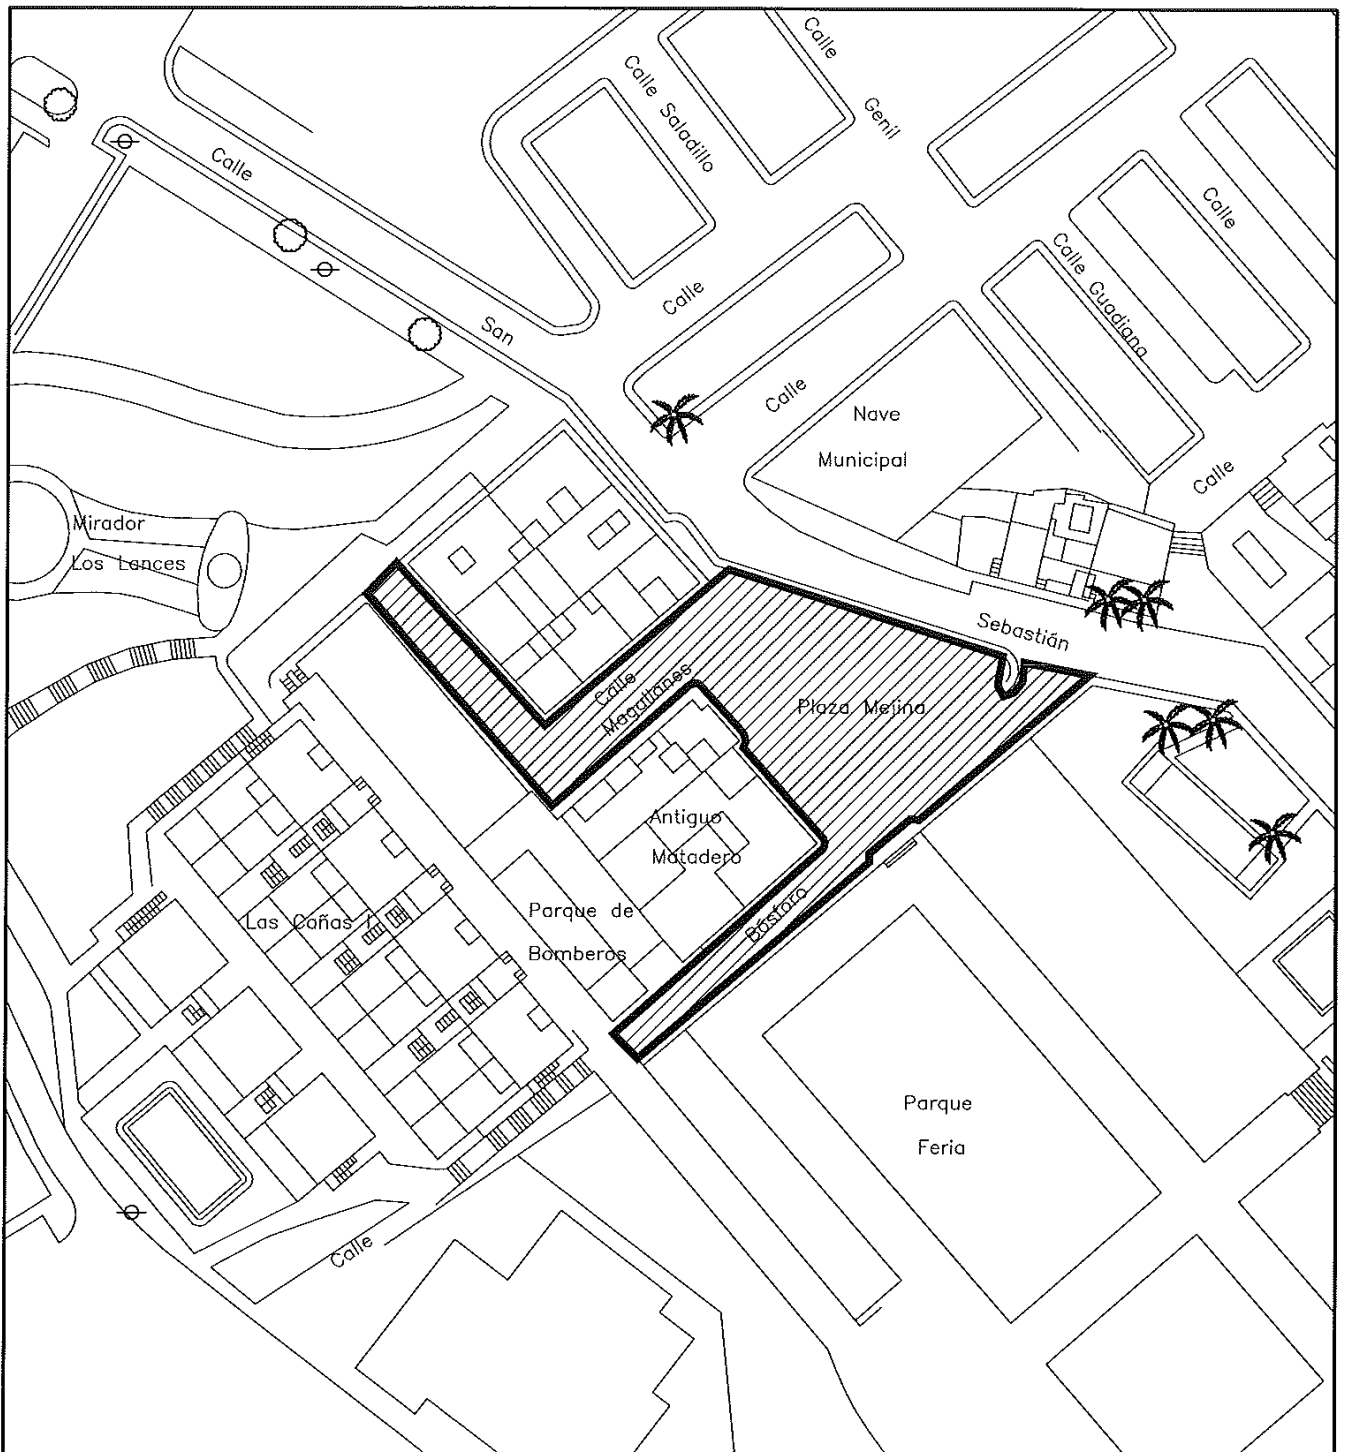 Calle
Genil
Calle Saladillo
Calle
San
Calle
Calle
Calle Guadiana
Calle
Nave
Municipal
Calle
Mirador
Los Lances
Sebastián
Calle
Magallanes
Plaza Mejina
Antiguo
Matadero
Las Cañas I
Parque de
Bomberos
Bósforo
Parque
Feria
Calle